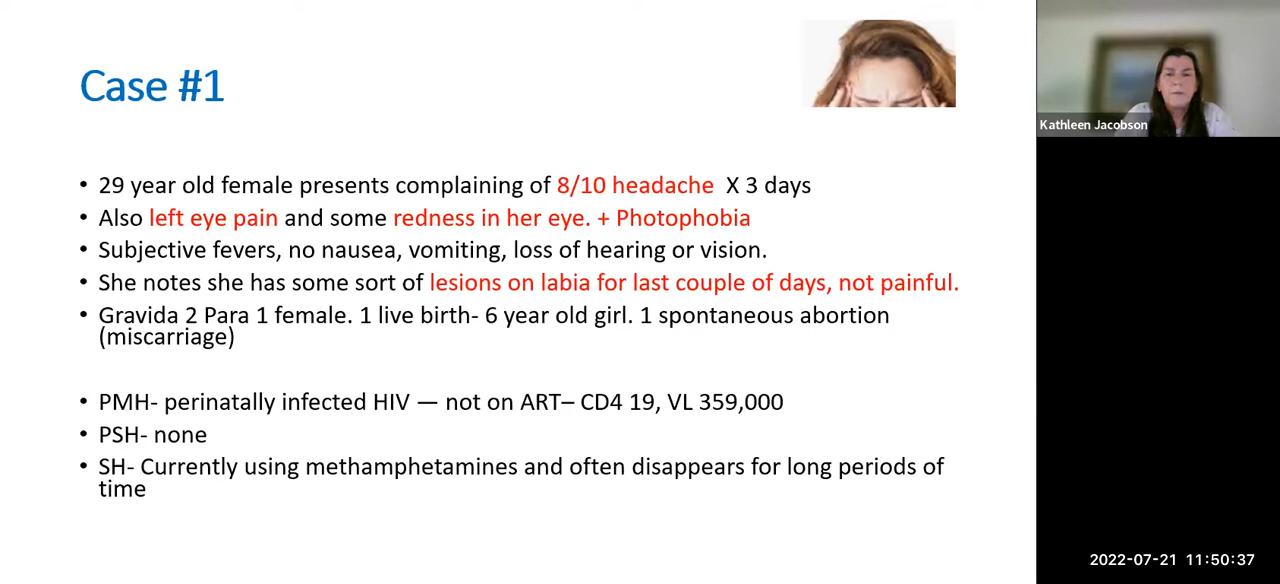 Case #1
• 29 year old female presents complaining of 8/10 headache X 3 days
• Also left eye pain and some redness in her eye. + Photophobia
• Subjective fevers, no nausea, vomiting, loss of hearing or vision.
• She notes she has some sort of lesions on labia for last couple of days, not painful.
• Gravida 2 Para 1 female. 1 live birth- 6 year old girl. 1 spontaneous abortion
(miscarriage)
• PMH- perinatally infected HIV — not on ART– CD4 19, VL 359,000
• PSH- none
• SH- Currently using methamphetamines and often disappears for long periods of
time
Kathleen Jacobson
2022-07-21 11:50:37